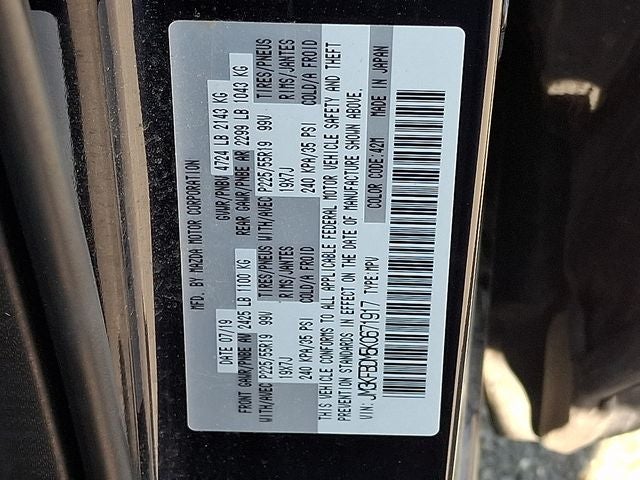 MFD. BY MAZDA MOTOR CORPORATION
DATE 07/19 GVWR/PNBV 4724 LB 2143 KG
FRONT GAWR/PNBE AV 2425 LB 1100 KG REAR GAWR/PNBE AR 2299 LB 1043 KG
WITH/AVEC P225/55R19 99V TIRES/PNEUS WITH/AVEC P225/55R19 99V TIRES/PNEUS
19X7J RIMS/JANTES 19X7J RIMS/JANTES
240 KPA/35 PSI COLD/A FROID 240 KPA/35 PSI COLD/A FROID
THIS VEHICLE CONFORMS TO ALL APPLICABLE FEDERAL MOTOR VEHICLE SAFETY AND THEFT
PREVENTION STANDARDS IN EFFECT ON THE DATE OF MANUFACTURE SHOWN ABOVE.
VIN: JM3KFBDM5K0671917 TYPE: MPV COLOR CODE: 42M MADE IN JAPAN